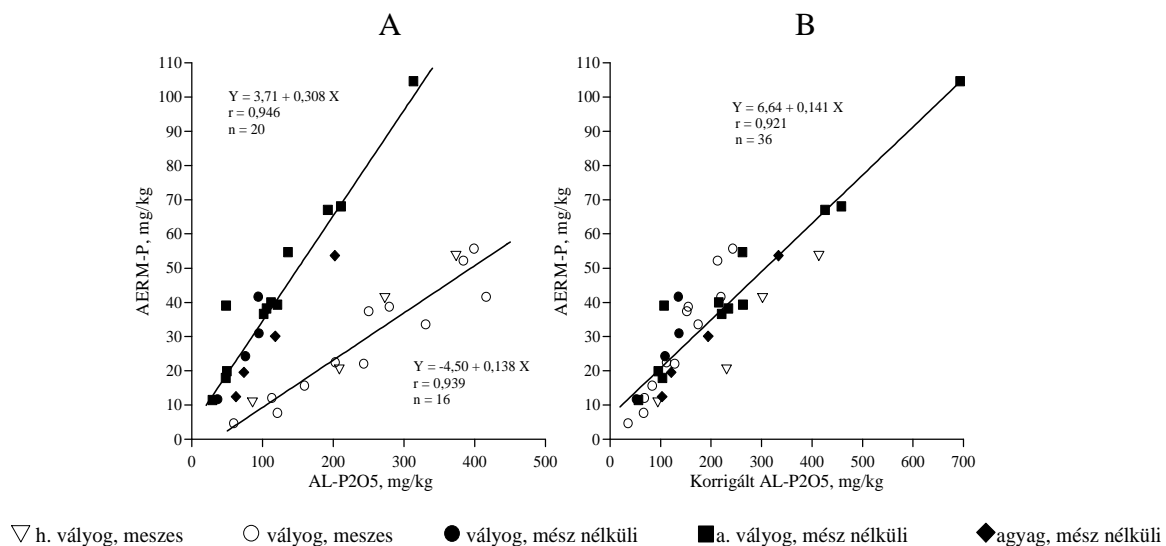 A
B
110
100
90
80
70
60
50
40
30
20
10
0
AERM-P, mg/kg
Y = 3,71 + 0,308 X
r = 0,946
n = 20
Y = -4,50 + 0,138 X
r = 0,939
n = 16
0 100 200 300 400 500
AL-P2O5, mg/kg
110
100
90
80
70
60
50
40
30
20
10
0
AERM-P, mg/kg
Y = 6,64 + 0,141 X
r = 0,921
n = 36
0 100 200 300 400 500 600 700
Korrigált AL-P2O5, mg/kg
h. vályog, meszes vályog, meszes vályog, mész nélküli a. vályog, mész nélküli agyag, mész nélküli